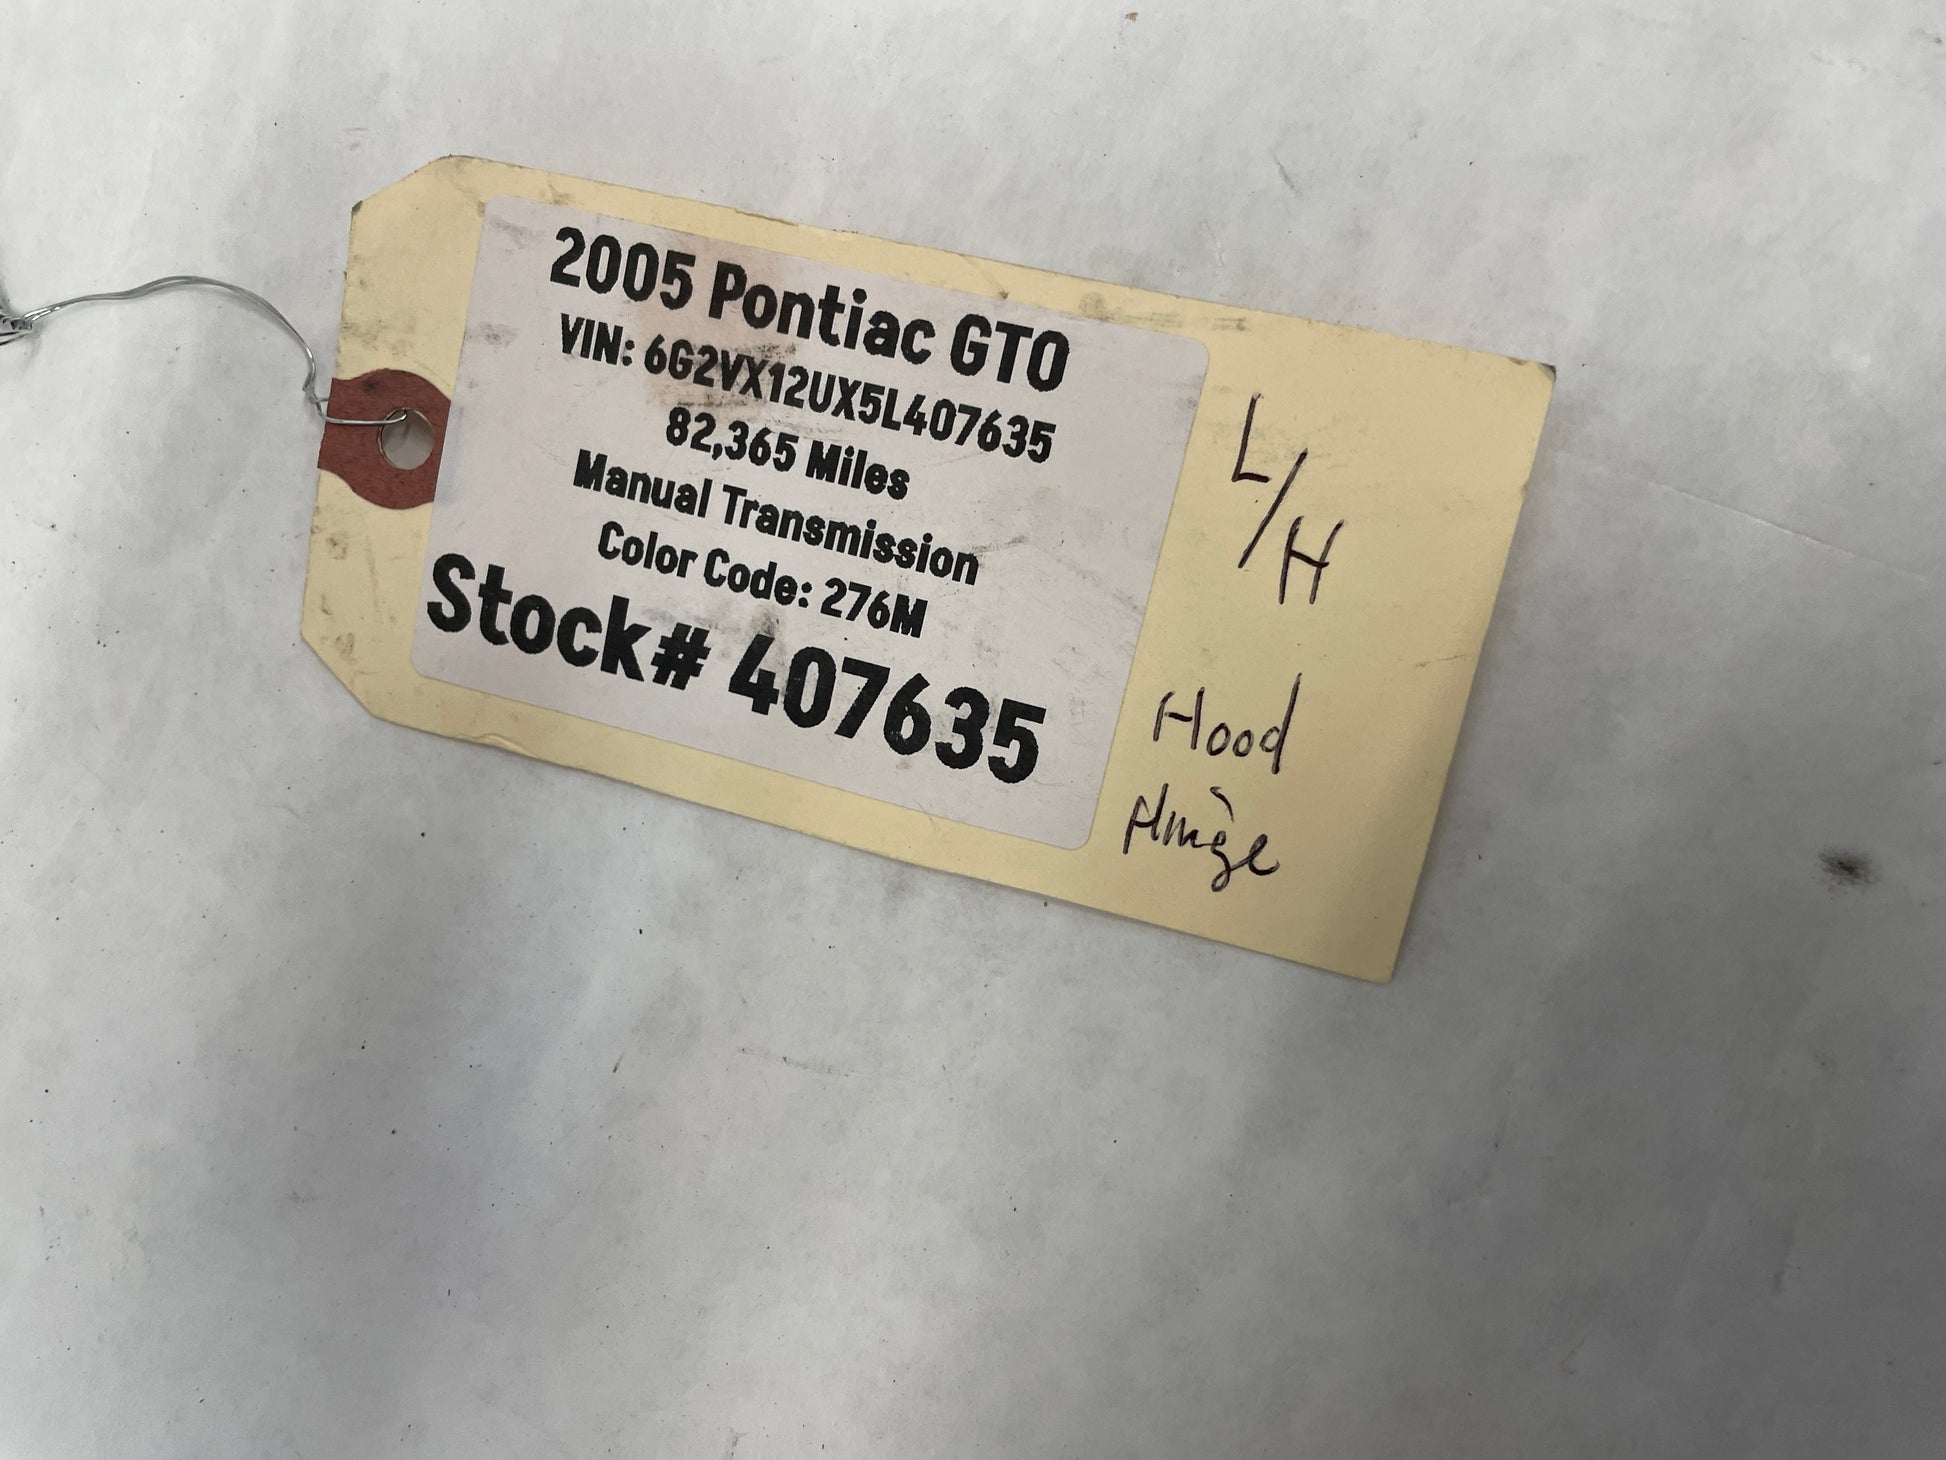 2005 Pontiac GTO
VIN: 6G2VX12UX5L407635
82,365 Miles
Manual Transmission
Color Code: 276M
Stock# 407635
L/H
Hood
Hinge